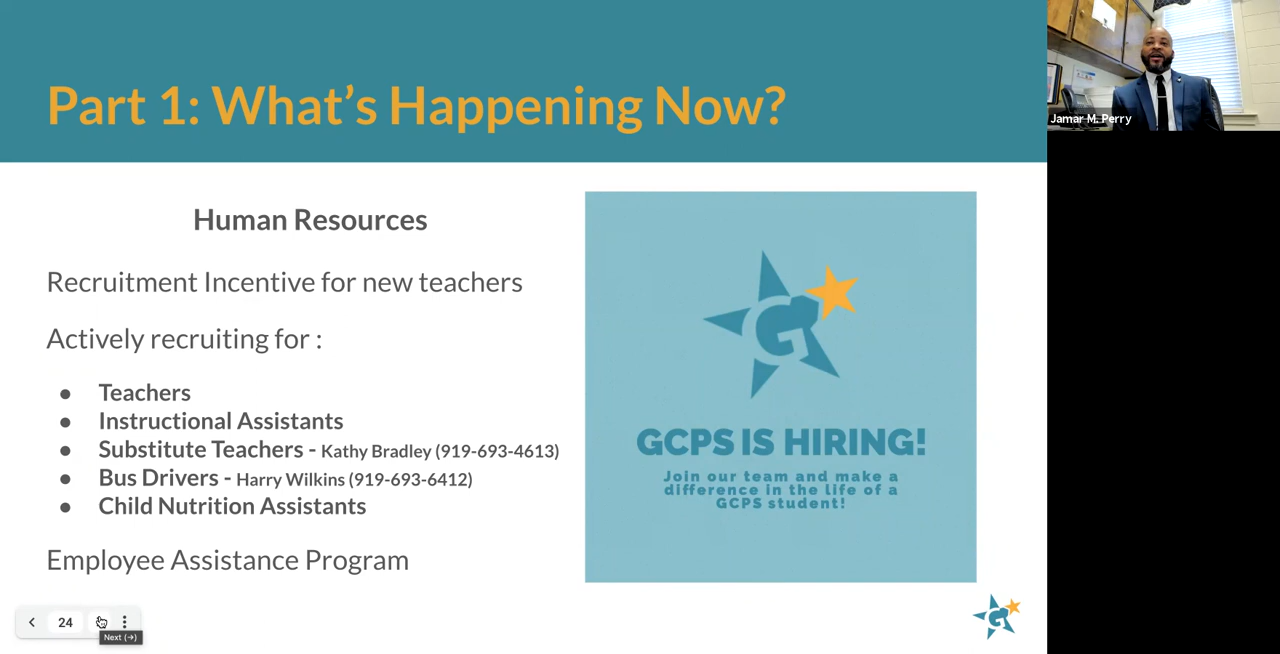 Part 1: What's Happening Now?
Jamar M. Perry
Human Resources
Recruitment Incentive for new teachers
Actively recruiting for :
● Teachers
● Instructional Assistants
● Substitute Teachers - Kathy Bradley (919-693-4613)
● Bus Drivers - Harry Wilkins (919-693-6412)
● Child Nutrition Assistants
Employee Assistance Program
G
GCPS IS HIRING!
Join our team and make a
difference in the life of a
GCPS student!
24
Next (→)
G